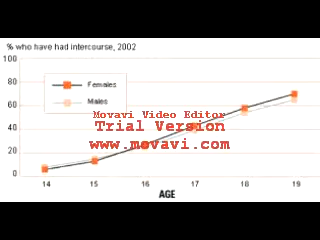 % who have had intercourse, 2002
100
80
60
40
20
0
Females
Males
Movavi Video Editor
Trial Version
www.movavi.com
14 15 16 17 18 19
AGE